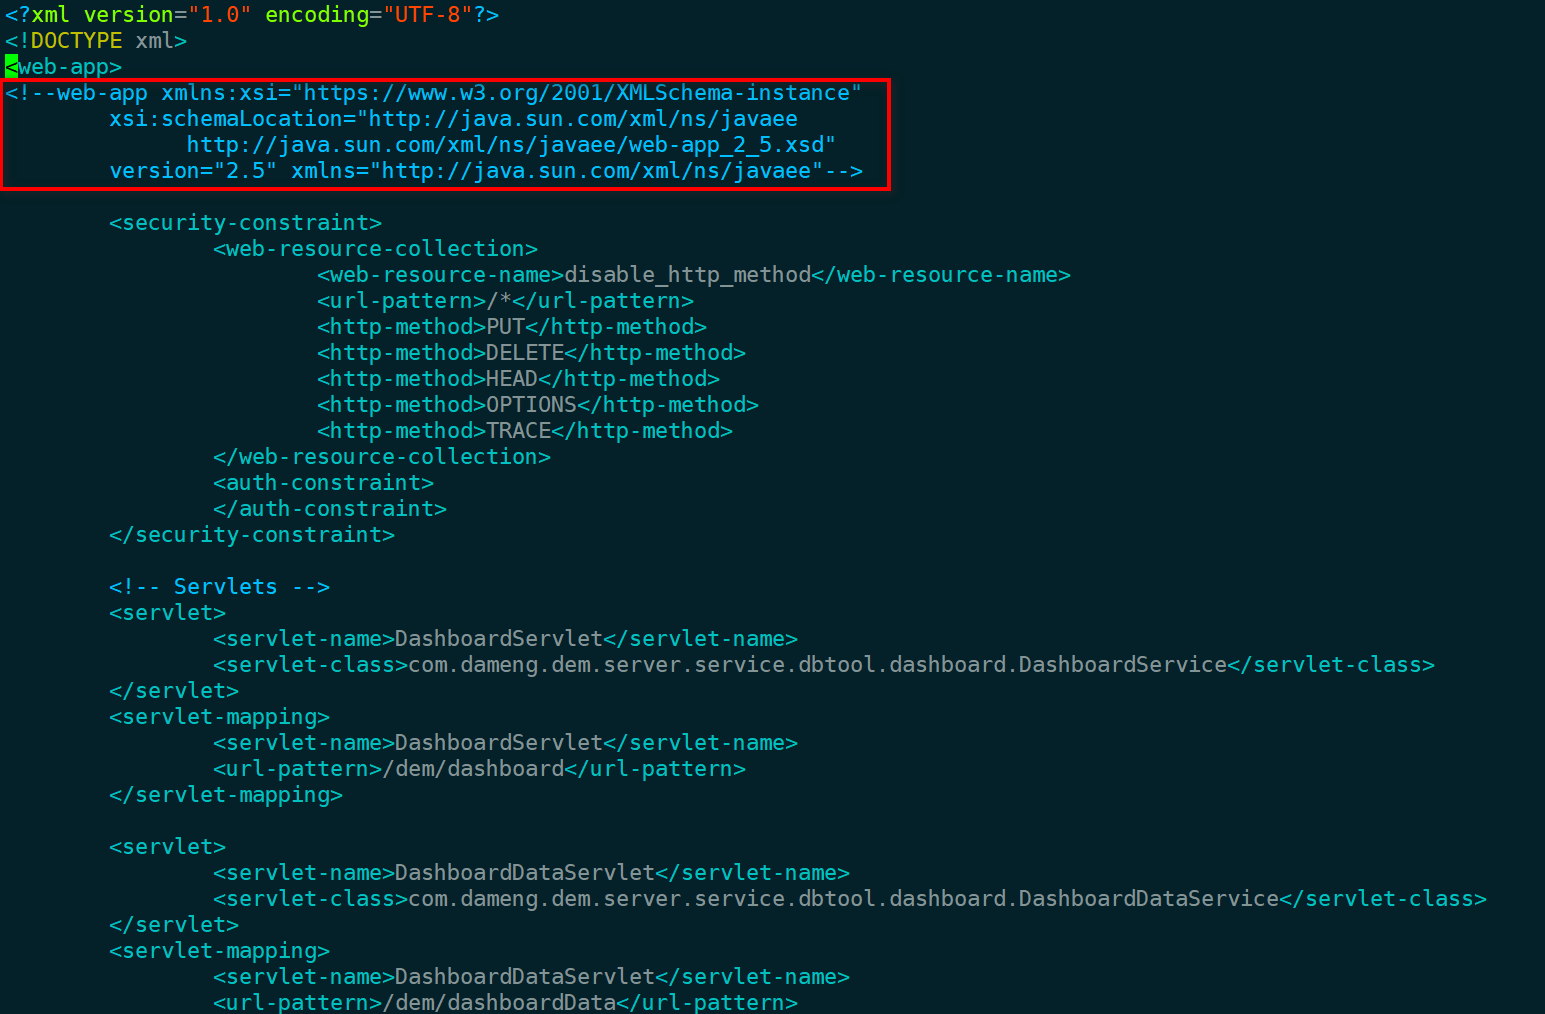 <?xml version="1.0" encoding="UTF-8"?>
<!DOCTYPE xml>
<web-app>
<!--web-app xmlns:xsi="https://www.w3.org/2001/XMLSchema-instance"
        xsi:schemaLocation="http://java.sun.com/xml/ns/javaee
              http://java.sun.com/xml/ns/javaee/web-app_2_5.xsd"
        version="2.5" xmlns="http://java.sun.com/xml/ns/javaee"-->
        <security-constraint>
                <web-resource-collection>
                        <web-resource-name>disable_http_method</web-resource-name>
                        <url-pattern>/*</url-pattern>
                        <http-method>PUT</http-method>
                        <http-method>DELETE</http-method>
                        <http-method>HEAD</http-method>
                        <http-method>OPTIONS</http-method>
                        <http-method>TRACE</http-method>
                </web-resource-collection>
                <auth-constraint>
                </auth-constraint>
        </security-constraint>
        <!-- Servlets -->
        <servlet>
                <servlet-name>DashboardServlet</servlet-name>
                <servlet-class>com.dameng.dem.server.service.dbtool.dashboard.DashboardService</servlet-class>
        </servlet>
        <servlet-mapping>
                <servlet-name>DashboardServlet</servlet-name>
                <url-pattern>/dem/dashboard</url-pattern>
        </servlet-mapping>
        <servlet>
                <servlet-name>DashboardDataServlet</servlet-name>
                <servlet-class>com.dameng.dem.server.service.dbtool.dashboard.DashboardDataService</servlet-class>
        </servlet>
        <servlet-mapping>
                <servlet-name>DashboardDataServlet</servlet-name>
                <url-pattern>/dem/dashboardData</url-pattern>